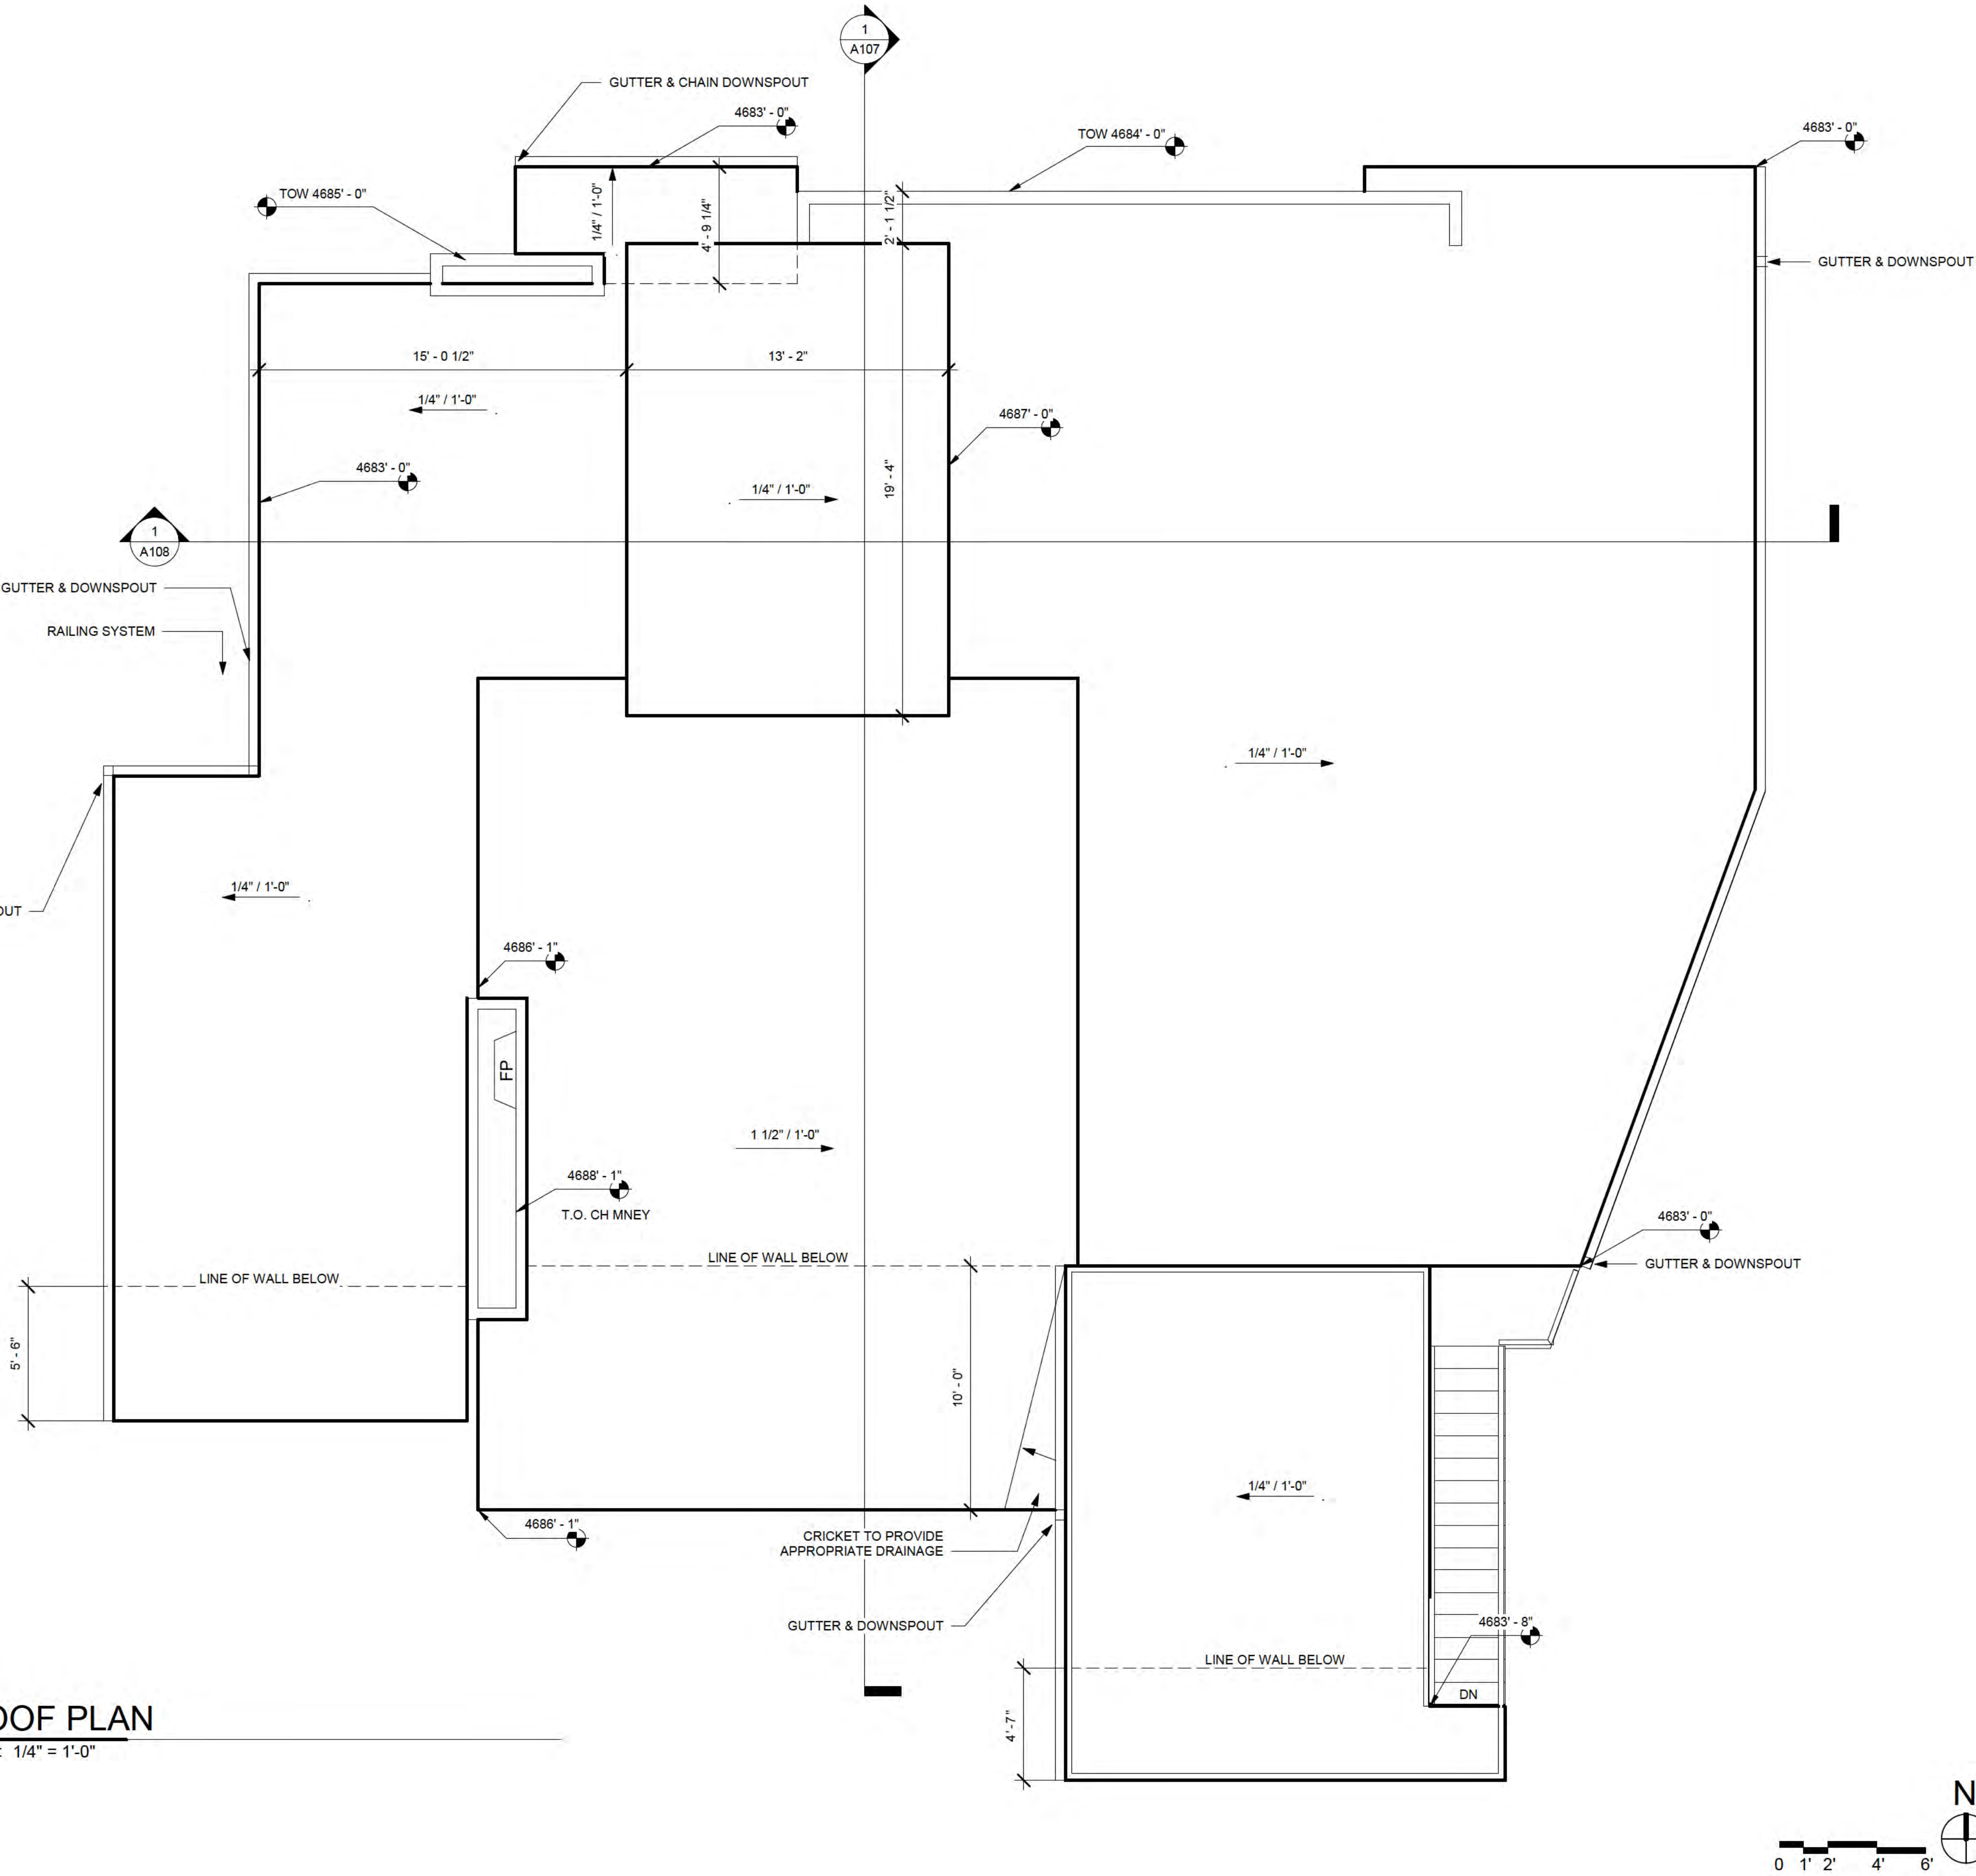 1
A107
GUTTER & CHAIN DOWNSPOUT
4683' - 0"
TOW 4684' - 0"
4683' - 0"
TOW 4685' - 0"
1/4" / 1'-0"
4' - 9 1/4"
2' - 1 1/2"
GUTTER & DOWNSPOUT
15' - 0 1/2"
13' - 2"
1/4" / 1'-0"
4687' - 0"
4683' - 0"
1/4" / 1'-0"
19' - 4"
1
A108
GUTTER & DOWNSPOUT
RAILING SYSTEM
1/4" / 1'-0"
1/4" / 1'-0"
OUT
4686' - 1"
FP
1 1/2" / 1'-0"
4688' - 1"
T.O. CH MNEY
4683' - 0"
GUTTER & DOWNSPOUT
LINE OF WALL BELOW
LINE OF WALL BELOW
5' - 6"
10' - 0"
1/4" / 1'-0"
4686' - 1"
CRICKET TO PROVIDE
APPROPRIATE DRAINAGE
GUTTER & DOWNSPOUT
4683' - 8"
LINE OF WALL BELOW
DN
4' - 7"
OOF PLAN
: 1/4" = 1'-0"
N
0 1' 2' 4' 6'